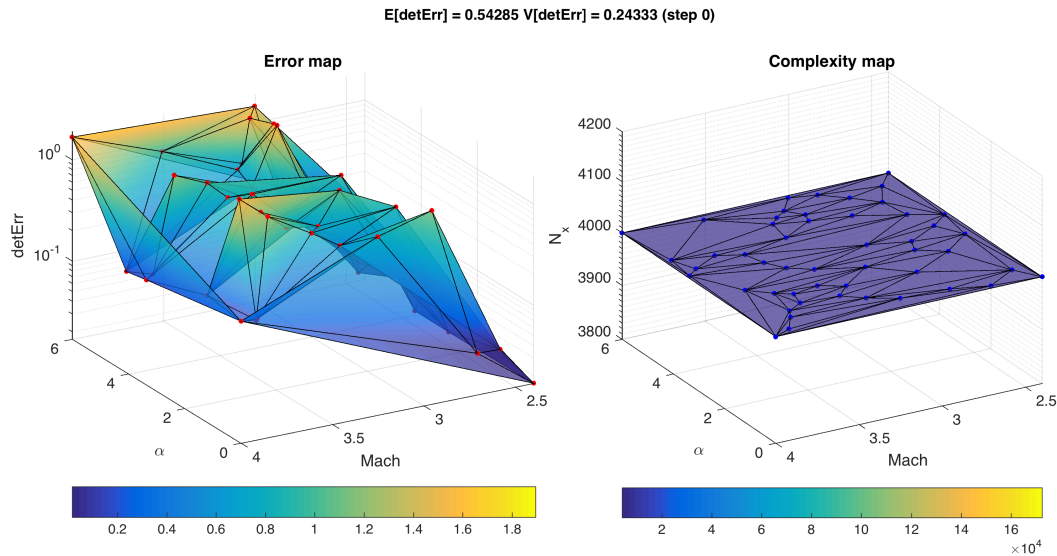 E[detErr] = 0.54285 V[detErr] = 0.24333 (step 0)
Error map
Complexity map
detErr
10^0
10^-1
6
4
2
0
α
4
3.5
3
2.5
Mach
N_x
4200
4100
4000
3900
3800
6
4
2
0
α
4
3.5
3
2.5
Mach
0.2 0.4 0.6 0.8 1 1.2 1.4 1.6 1.8
2 4 6 8 10 12 14 16
×10^4